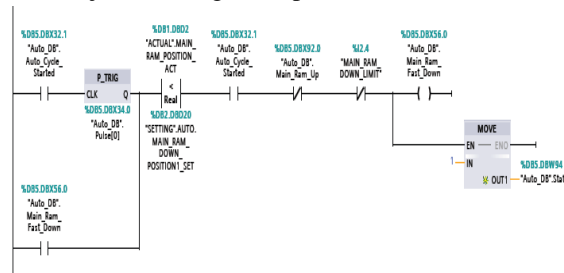 %DB5.DBX32.1
"Auto_DB".
Auto_Cycle_
Started
P_TRIG
CLK Q
%DB5.DBX34.0
"Auto_DB".
Pulse[0]
%DB1.DBD2
"ACTUAL".MAIN_
RAM_POSITION_
ACT
<
Real
%DB2.DBD20
"SETTING".AUTO.
MAIN_RAM_
DOWN_
POSITION1_SET
%DB5.DBX32.1
"Auto_DB".
Auto_Cycle_
Started
%DB5.DBX92.0
"Auto_DB".
Main_Ram_Up
%I2.4
"MAIN_RAM_
DOWN_LIMIT"
%DB5.DBX56.0
"Auto_DB".
Main_Ram_
Fast_Down
MOVE
EN END
1 IN
%DB5.DBW94
OUT1 "Auto_DB".Stat
%DB5.DBX56.0
"Auto_DB".
Main_Ram_
Fast_Down